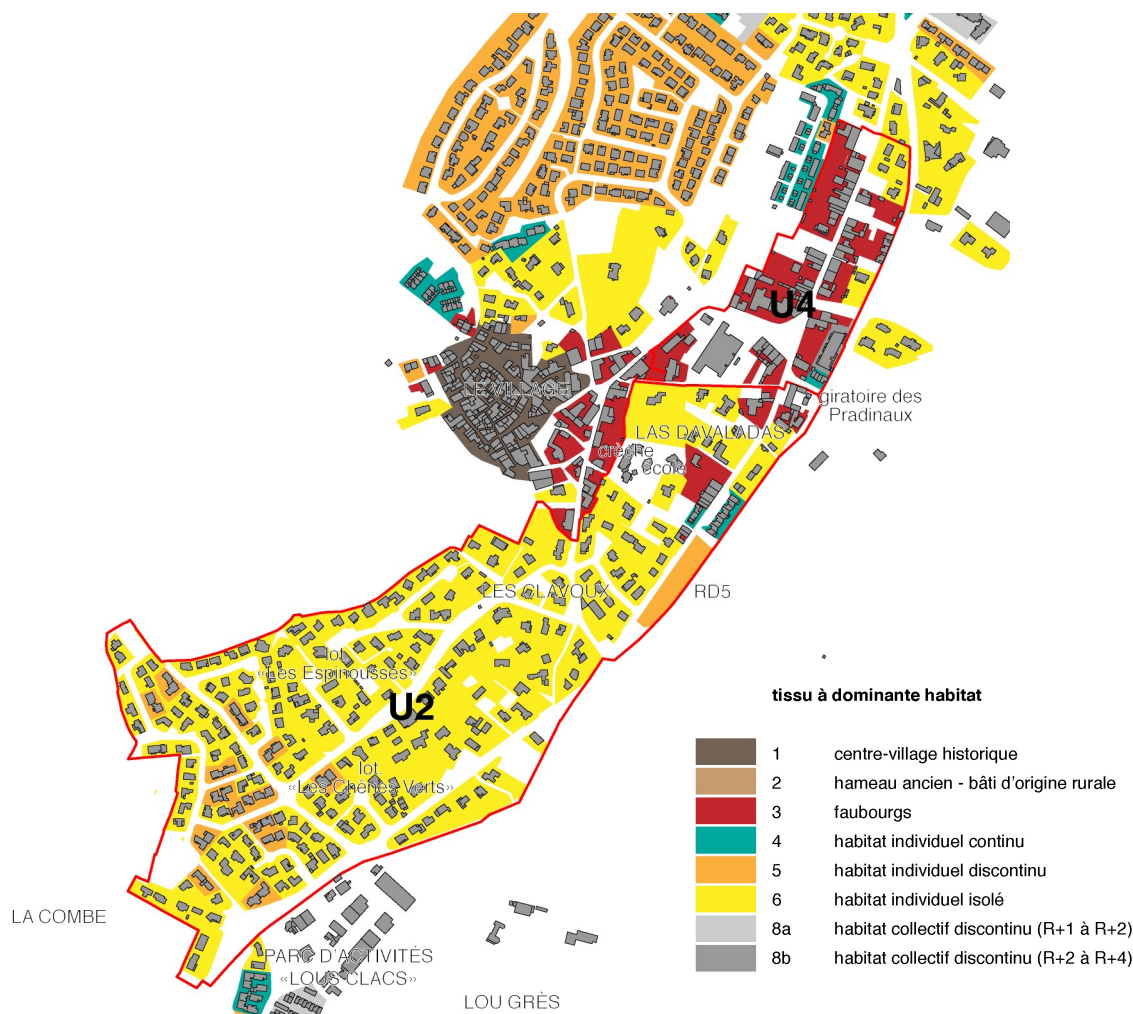 U4
LE VILLAGE
giratoire des
Pradinaux
LAS DAVALADAS
crèche
école
LES CLAVOUX
RD5
lot.
«Les Espinousses»
U2
lot.
«Les Chênes Verts»
LA COMBE
PARC D'ACTIVITÉS
«LOUS CLACS»
LOU GRÈS
tissu à dominante habitat
1 centre-village historique
2 hameau ancien - bâti d'origine rurale
3 faubourgs
4 habitat individuel continu
5 habitat individuel discontinu
6 habitat individuel isolé
8a habitat collectif discontinu (R+1 à R+2)
8b habitat collectif discontinu (R+2 à R+4)